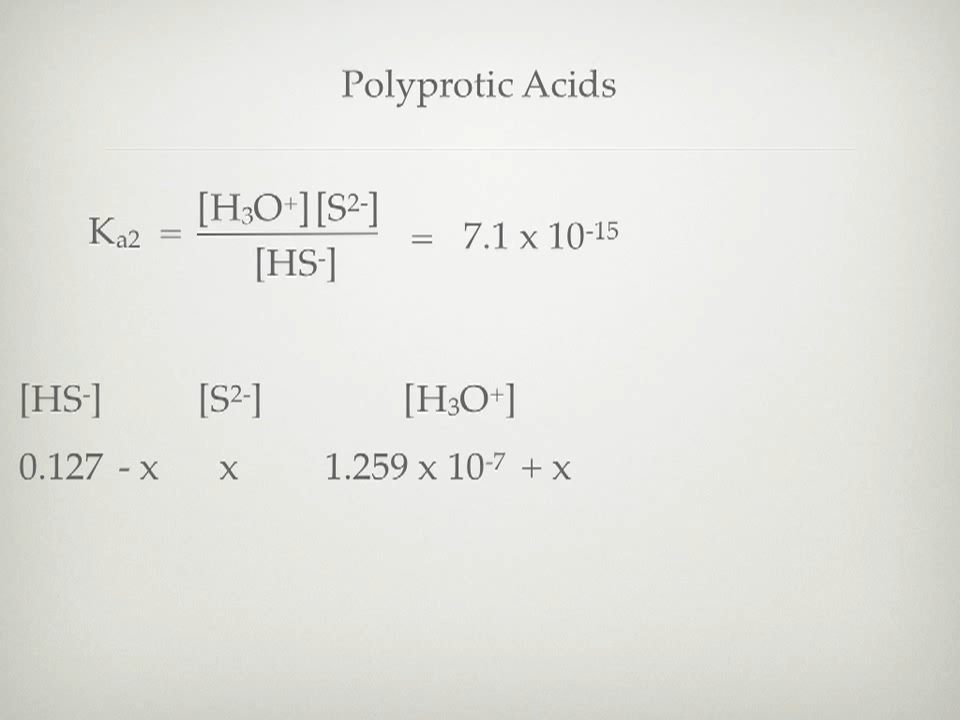 Polyprotic Acids
Kₐ₂ = [H₃O⁺][S²⁻] / [HS⁻] = 7.1 x 10⁻¹⁵
[HS⁻] [S²⁻] [H₃O⁺]
0.127 - x x 1.259 x 10⁻⁷ + x